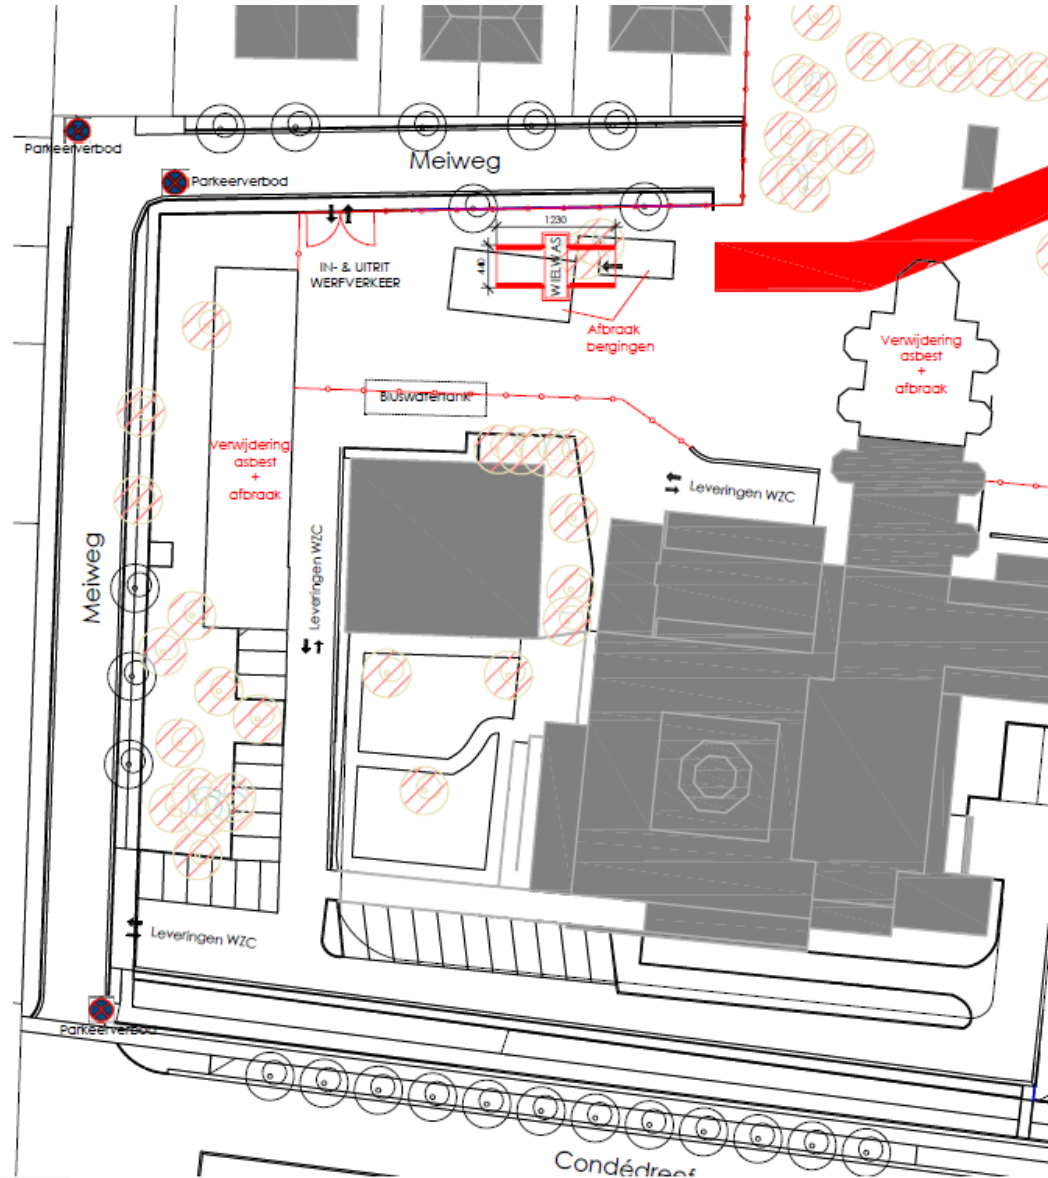 Parkeerverbod
Meiweg
Parkeerverbod
1230
IN- & UITRIT
WERFVERKEER
440
WIELWAS
Afbraak
bergingen
Verwijdering
asbest
+
afbraak
Bluswatertank
Verwijdering
asbest
+
afbraak
Leveringen WZC
Leveringen WZC
Meiweg
Leveringen WZC
Parkeerverbod
Condédreef